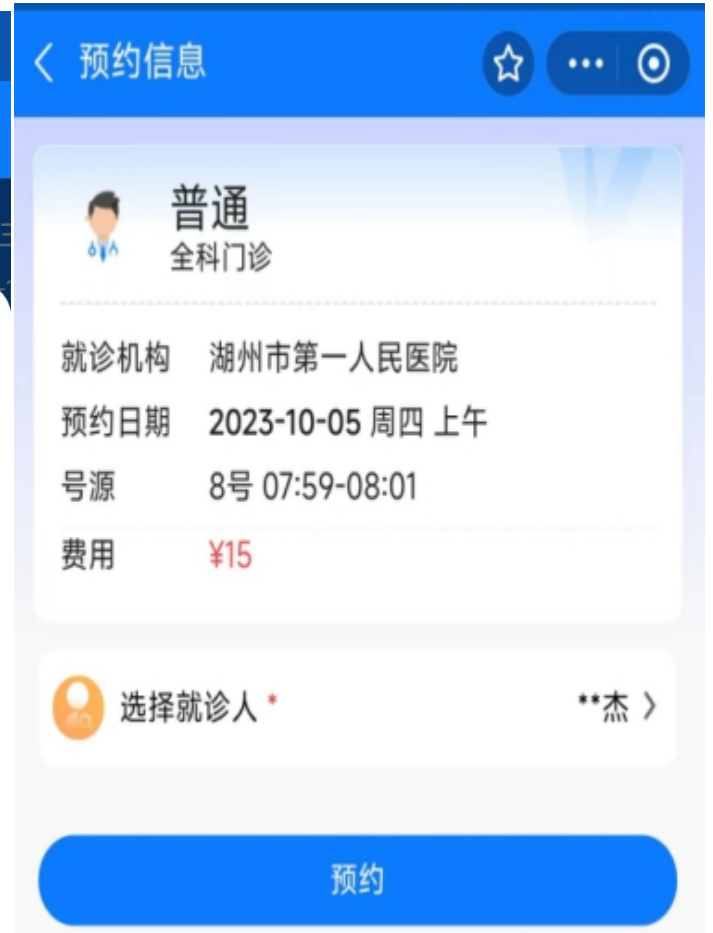 预约信息
普通
全科门诊
就诊机构 湖州市第一人民医院
预约日期 2023-10-05 周四 上午
号源 8号 07:59-08:01
费用 ¥15
选择就诊人 * **杰
预约